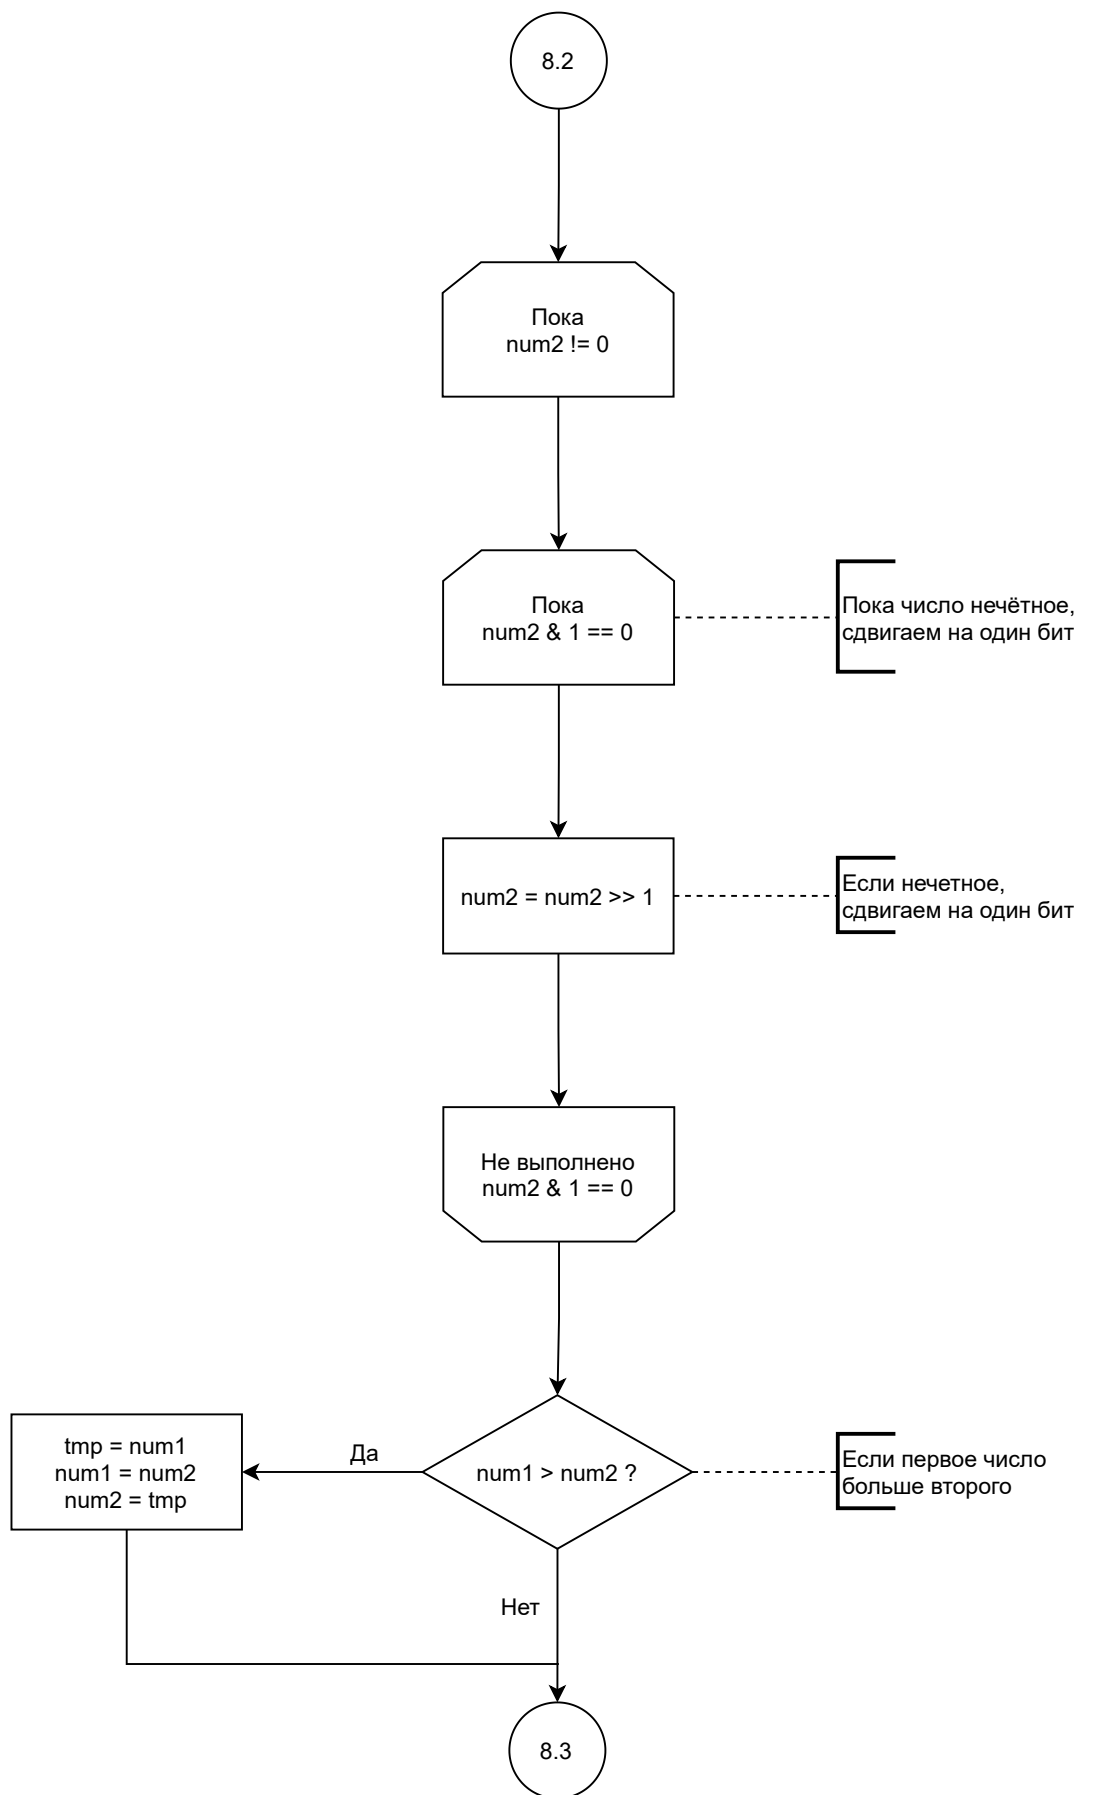 8.2
Пока
num2 != 0
Пока
num2 & 1 == 0
Пока число нечётное,
сдвигаем на один бит
num2 = num2 >> 1
Если нечетное,
сдвигаем на один бит
Не выполнено
num2 & 1 == 0
tmp = num1
num1 = num2
num2 = tmp
Да
num1 > num2 ?
Если первое число
больше второго
Нет
8.3